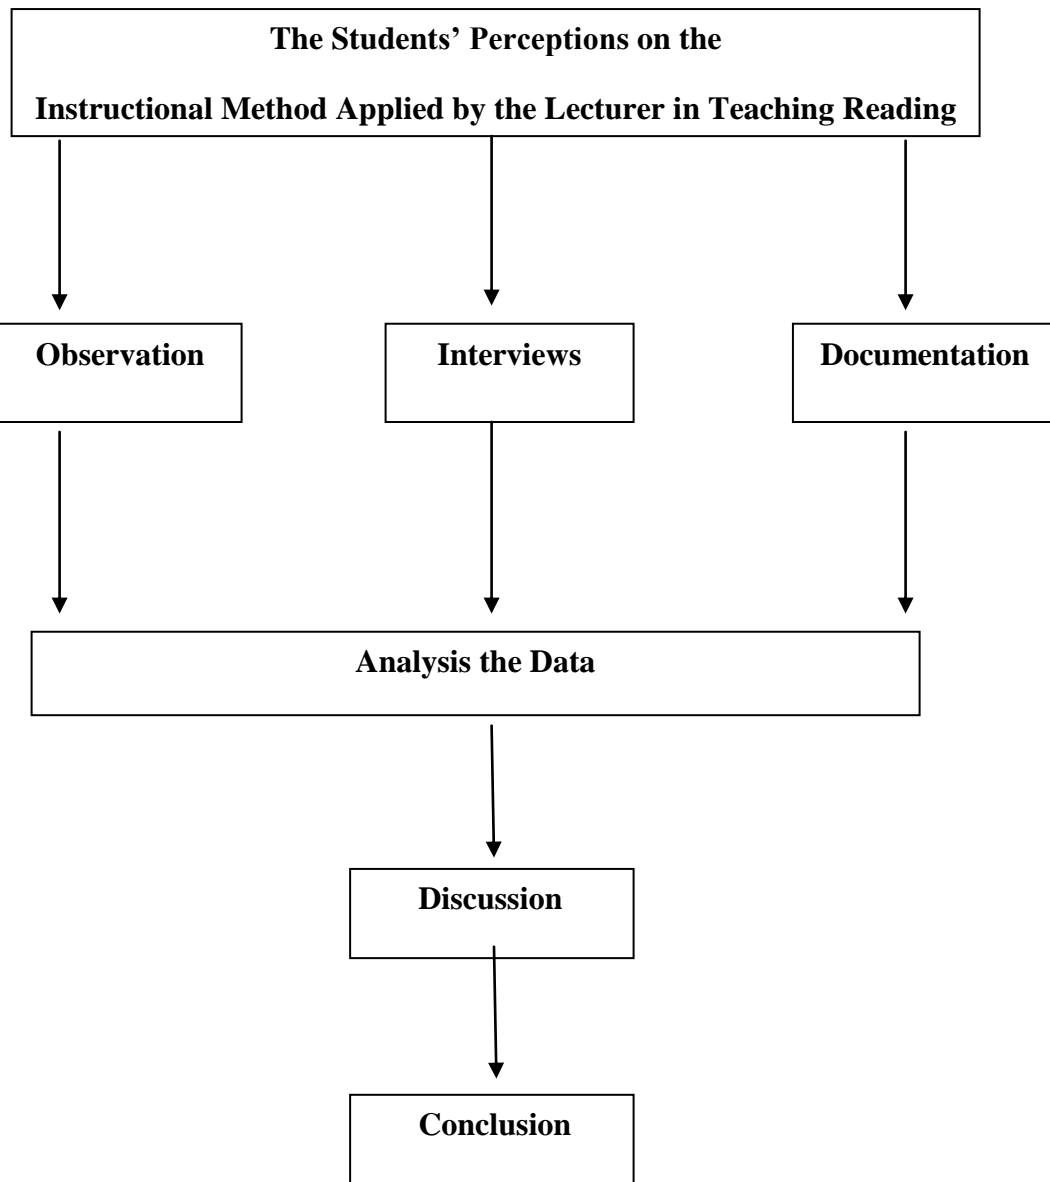 The Students’ Perceptions on the
Instructional Method Applied by the Lecturer in Teaching Reading
Observation
Interviews
Documentation
Analysis the Data
Discussion
Conclusion